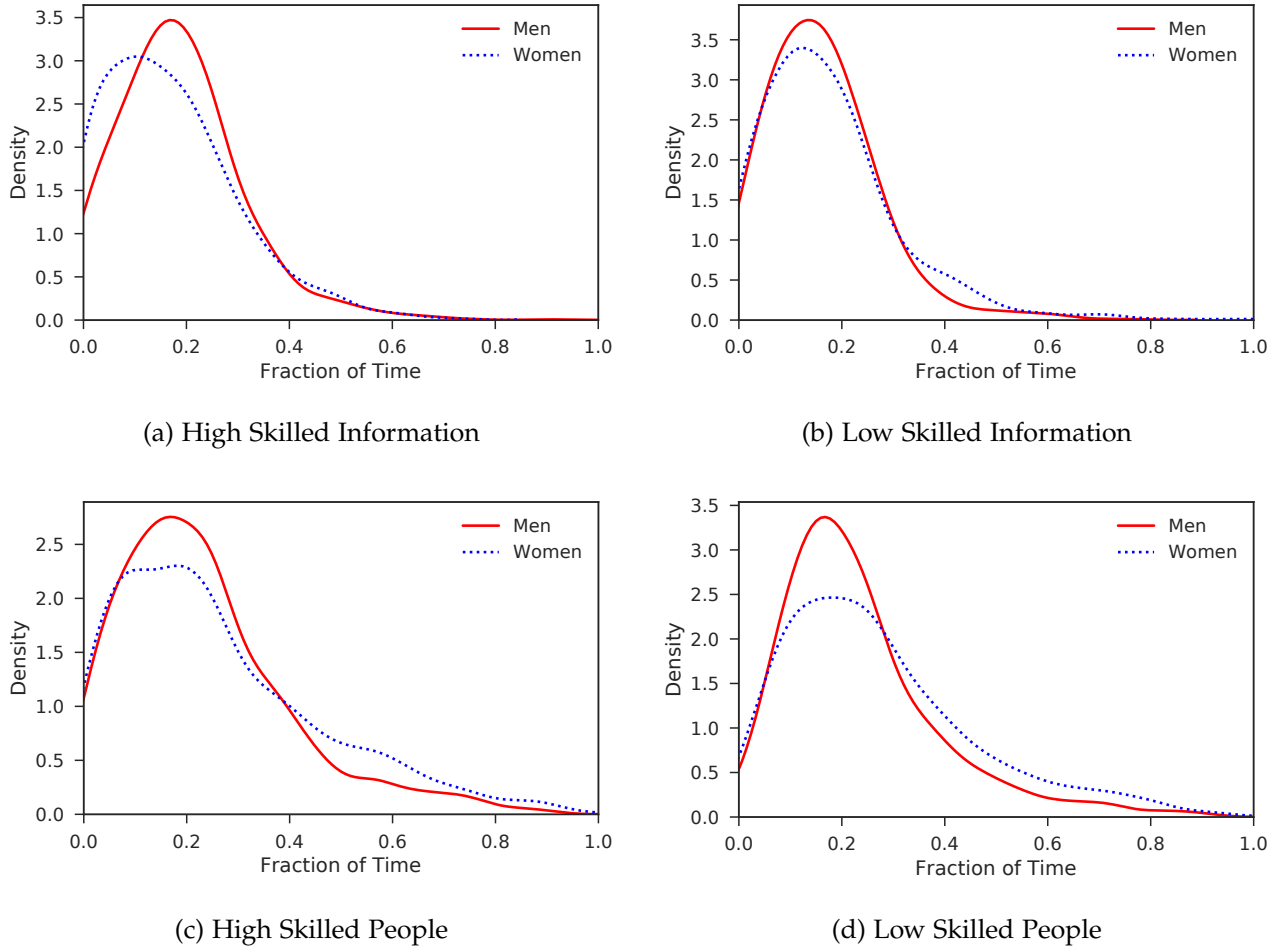 3.5
3.0
2.5
2.0
1.5
1.0
0.5
0.0
Density
Men
Women
0.0 0.2 0.4 0.6 0.8 1.0
Fraction of Time
(a) High Skilled Information
3.5
3.0
2.5
2.0
1.5
1.0
0.5
0.0
Density
Men
Women
0.0 0.2 0.4 0.6 0.8 1.0
Fraction of Time
(b) Low Skilled Information
2.5
2.0
1.5
1.0
0.5
0.0
Density
Men
Women
0.0 0.2 0.4 0.6 0.8 1.0
Fraction of Time
(c) High Skilled People
3.5
3.0
2.5
2.0
1.5
1.0
0.5
0.0
Density
Men
Women
0.0 0.2 0.4 0.6 0.8 1.0
Fraction of Time
(d) Low Skilled People